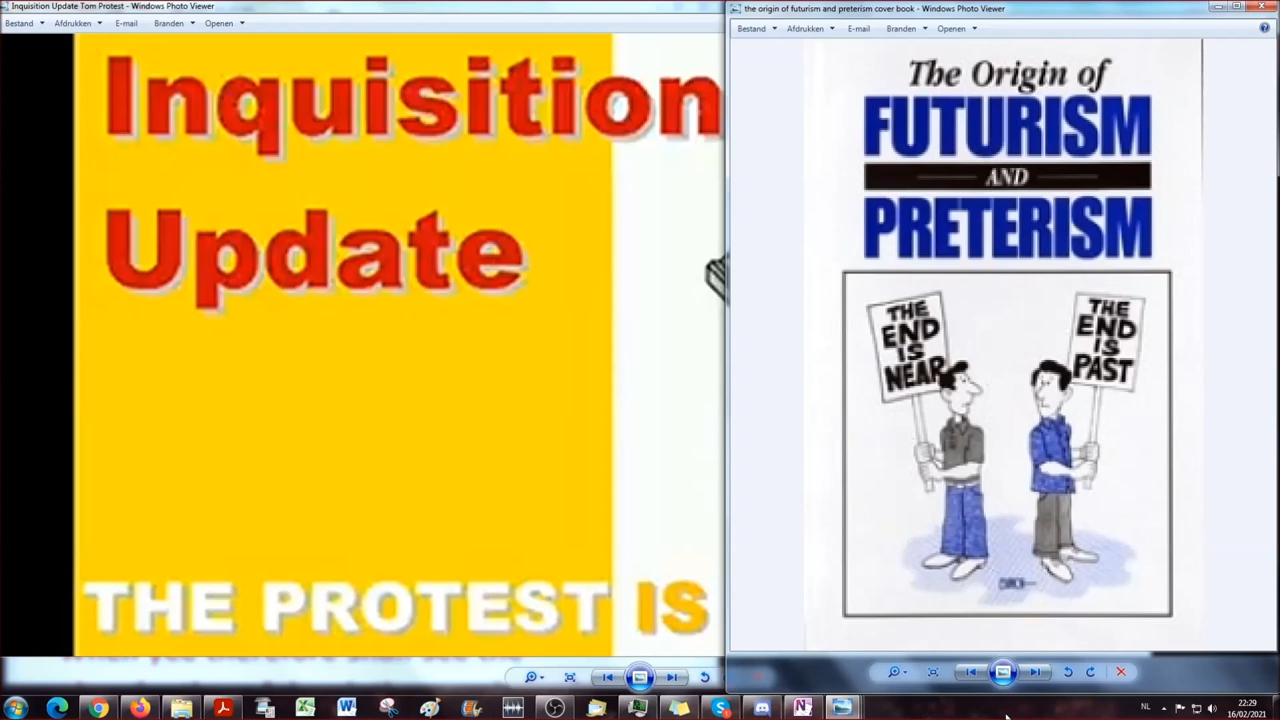 Inquisition Update Tom Protest - Windows Photo Viewer
Bestand Afdrukken E-mail Branden Openen
Inquisition
Update
THE PROTEST IS
the origin of futurism and preterism cover book - Windows Photo Viewer
Bestand Afdrukken E-mail Branden Openen
The Origin of
FUTURISM
AND
PRETERISM
THE
END
IS
NEAR
THE
END
IS
PAST
NL
22:29
16/02/2021